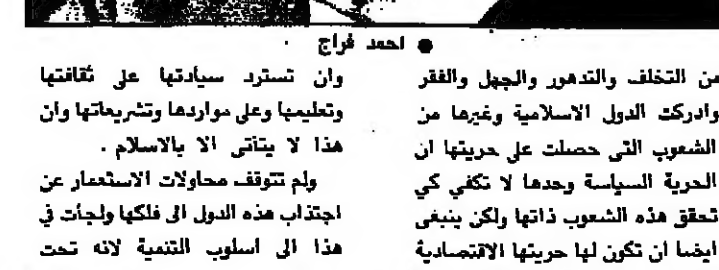 ● احمد فراج
من التخلف والتدهور والجهل والفقر
وادركت الدول الاسلامية وغيرها من
الشعوب التى حصلت على حريتها ان
الحرية السياسة وحدها لا تكفي كي
تحقق هذه الشعوب ذاتها ولكن ينبغى
ايضا ان تكون لها حريتها الاقتصادية
وان تسترد سيادتها على ثقافتها
وتعليمها وعلى مواردها وتشريعاتها وان
هذا لا يتأتى الا بالاسلام .
ولم تتوقف محاولات الاستعمار عن
اجتذاب هذه الدول الى فلكها ولجأت في
هذا الى اسلوب التنمية لانه تحت